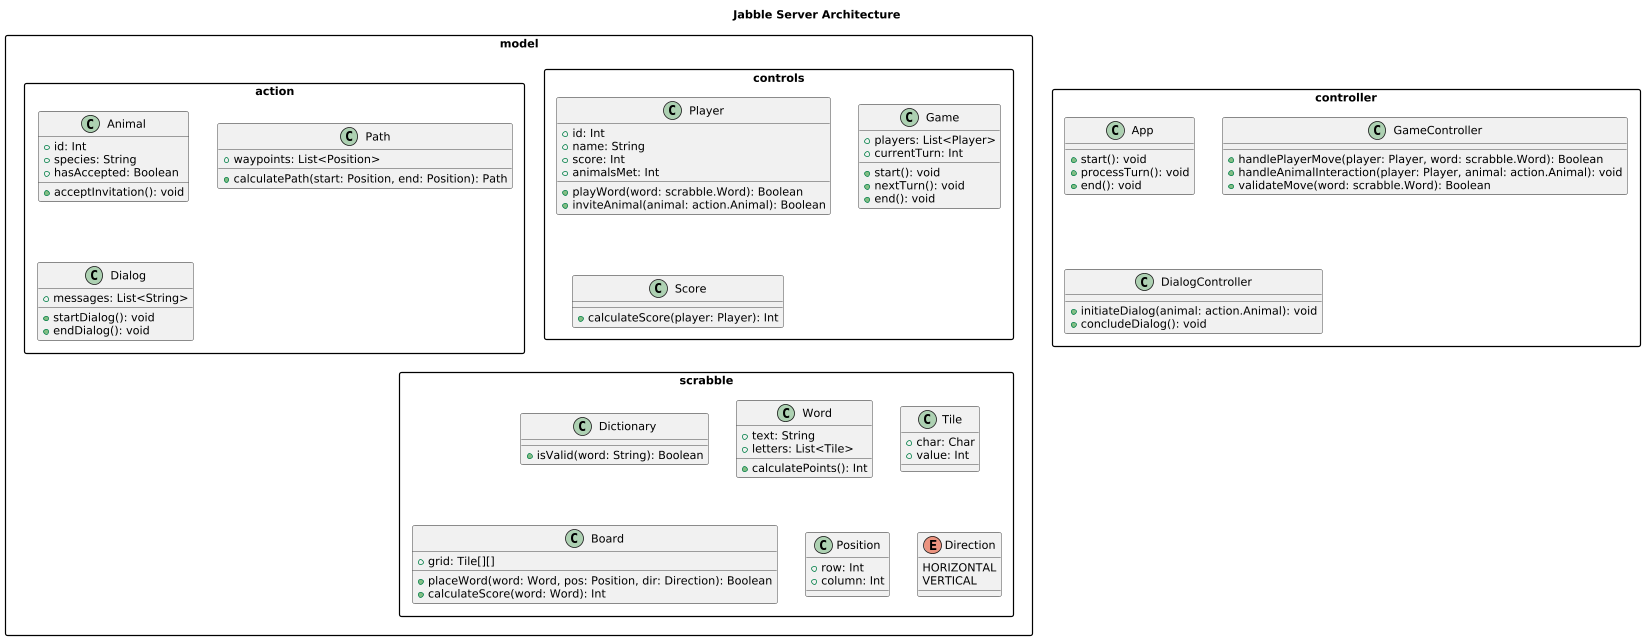 Jabble Server Architecture
model
action
C Animal
id: Int
species: String
hasAccepted: Boolean
acceptInvitation(): void
C Path
waypoints: List<Position>
calculatePath(start: Position, end: Position): Path
C Dialog
messages: List<String>
startDialog(): void
endDialog(): void
controls
C Player
id: Int
name: String
score: Int
animalsMet: Int
playWord(word: scrabble.Word): Boolean
inviteAnimal(animal: action.Animal): Boolean
C Game
players: List<Player>
currentTurn: Int
start(): void
nextTurn(): void
end(): void
C Score
calculateScore(player: Player): Int
scrabble
C Dictionary
isValid(word: String): Boolean
C Word
text: String
letters: List<Tile>
calculatePoints(): Int
C Tile
char: Char
value: Int
C Board
grid: Tile[][]
placeWord(word: Word, pos: Position, dir: Direction): Boolean
calculateScore(word: Word): Int
C Position
row: Int
column: Int
E Direction
HORIZONTAL
VERTICAL
controller
C App
start(): void
processTurn(): void
end(): void
C GameController
handlePlayerMove(player: Player, word: scrabble.Word): Boolean
handleAnimalInteraction(player: Player, animal: action.Animal): void
validateMove(word: scrabble.Word): Boolean
C DialogController
initiateDialog(animal: action.Animal): void
concludeDialog(): void